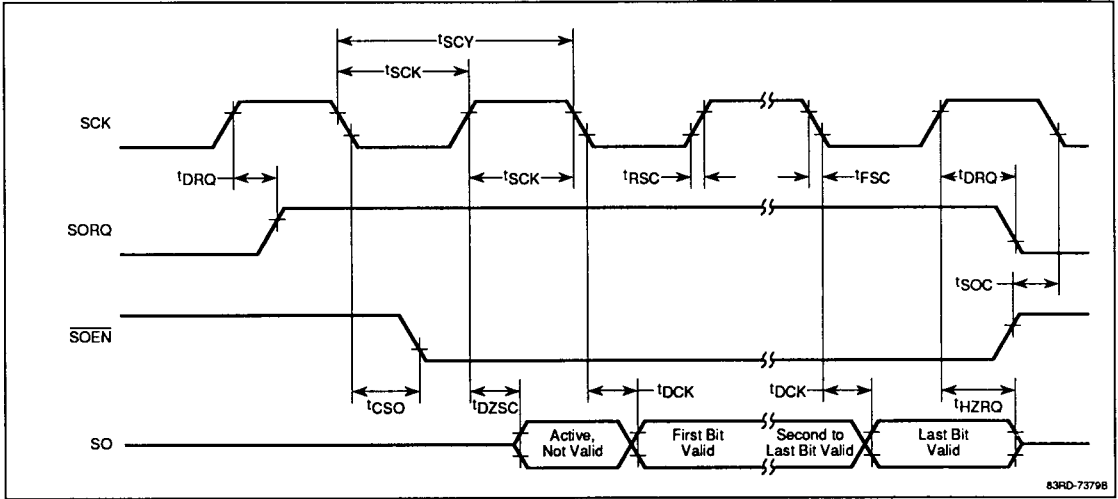 tSCY
tSCK
SCK
tDRQ
tSCK
tRSC
tFSC
tDRQ
SORQ
tSOC
SOEN
tCSO
tDZSC
tDCK
tDCK
tHZRQ
SO
Active,
Not Valid
First Bit
Valid
Second to
Last Bit Valid
Last Bit
Valid
83RD-7379B